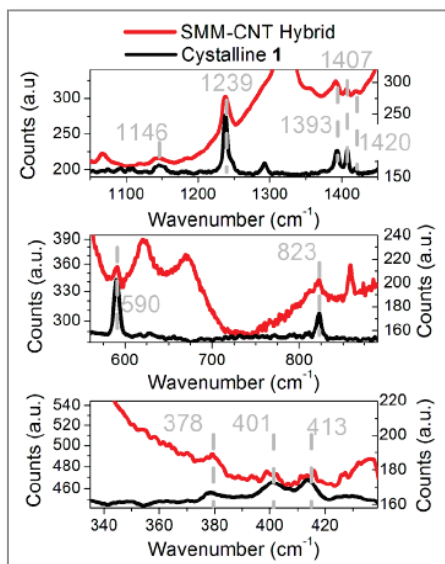 SMM-CNT Hybrid
Cystalline 1
1239
1407
1146
1393
1420
300
250
200
300
250
150
Counts (a.u)
Counts (a.u.)
1100 1200 1300 1400
Wavenumber (cm-1)
390
360
330
300
240
220
200
180
160
590
823
Counts (a.u.)
Counts (a.u.)
600 700 800
Wavenumber (cm-1)
540
520
500
480
460
220
200
180
160
378
401
413
Counts (a.u.)
Counts (a.u.)
340 360 380 400 420
Wavenumber (cm-1)